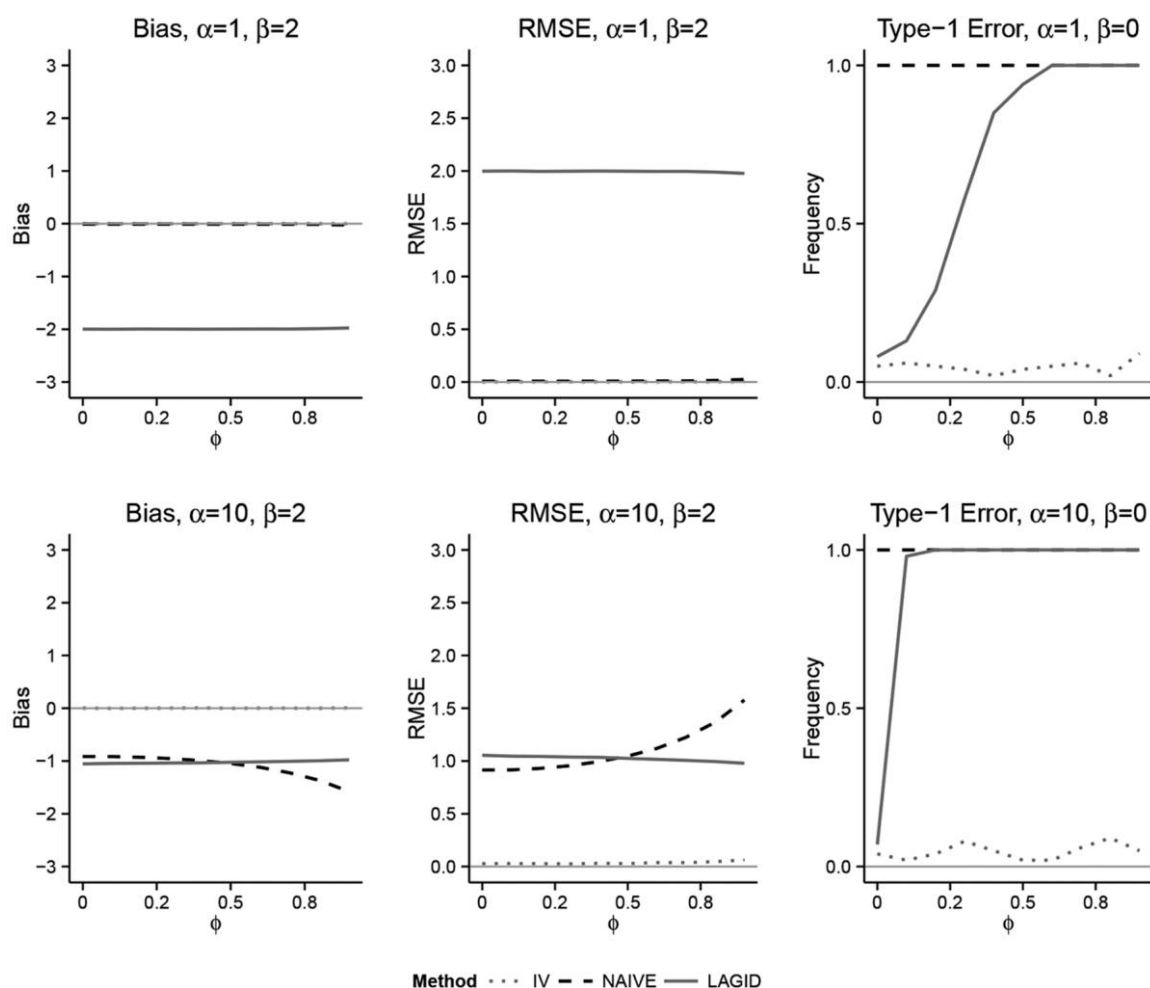 Bias, α=1, β=2
3
2
1
0
−1
−2
−3
Bias
0 0.2 0.5 0.8
ϕ
RMSE, α=1, β=2
3.0
2.5
2.0
1.5
1.0
0.5
0.0
RMSE
0 0.2 0.5 0.8
ϕ
Type−1 Error, α=1, β=0
1.0
0.5
0.0
Frequency
0 0.2 0.5 0.8
ϕ
Bias, α=10, β=2
3
2
1
0
−1
−2
−3
Bias
0 0.2 0.5 0.8
ϕ
RMSE, α=10, β=2
3.0
2.5
2.0
1.5
1.0
0.5
0.0
RMSE
0 0.2 0.5 0.8
ϕ
Type−1 Error, α=10, β=0
1.0
0.5
0.0
Frequency
0 0.2 0.5 0.8
ϕ
Method IV NAIVE LAGID